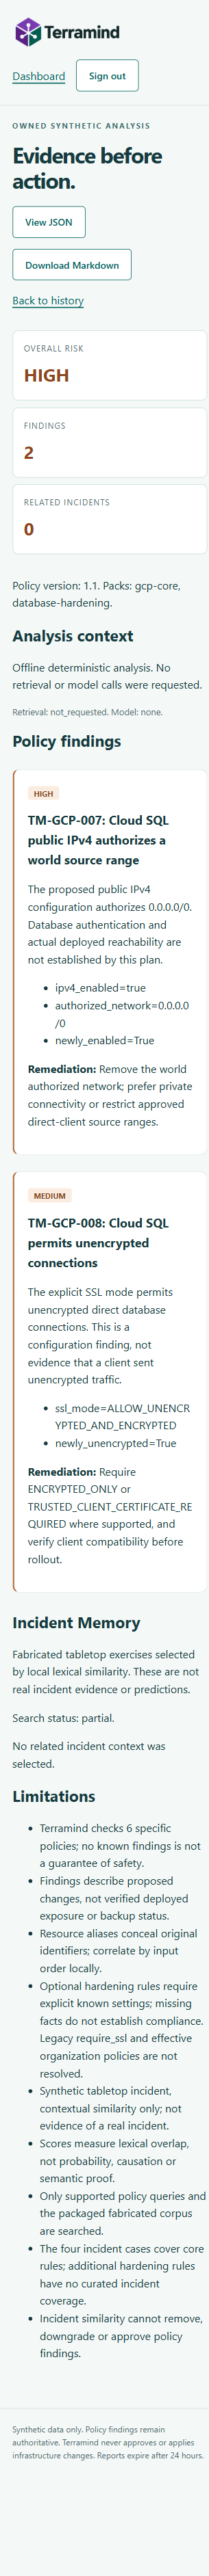 Terramind
Dashboard
Sign out
OWNED SYNTHETIC ANALYSIS
Evidence before
action.
View JSON
Download Markdown
Back to history
OVERALL RISK
HIGH
FINDINGS
2
RELATED INCIDENTS
0
Policy version: 1.1. Packs: gcp-core,
database-hardening.
Analysis context
Offline deterministic analysis. No
retrieval or model calls were requested.
Retrieval: not_requested. Model: none.
Policy findings
HIGH
TM-GCP-007: Cloud SQL
public IPv4 authorizes a
world source range
The proposed public IPv4
configuration authorizes 0.0.0.0/0.
Database authentication and
actual deployed reachability are
not established by this plan.
• ipv4_enabled=true
• authorized_network=0.0.0.0
/0
• newly_enabled=True
Remediation: Remove the world
authorized network; prefer private
connectivity or restrict approved
direct-client source ranges.
MEDIUM
TM-GCP-008: Cloud SQL
permits unencrypted
connections
The explicit SSL mode permits
unencrypted direct database
connections. This is a
configuration finding, not
evidence that a client sent
unencrypted traffic.
• ssl_mode=ALLOW_UNENCR
YPTED_AND_ENCRYPTED
• newly_unencrypted=True
Remediation: Require
ENCRYPTED_ONLY or
TRUSTED_CLIENT_CERTIFICATE_RE
QUIRED where supported, and
verify client compatibility before
rollout.
Incident Memory
Fabricated tabletop exercises selected
by local lexical similarity. These are not
real incident evidence or predictions.
Search status: partial.
No related incident context was
selected.
Limitations
• Terramind checks 6 specific
policies; no known findings is not
a guarantee of safety.
• Findings describe proposed
changes, not verified deployed
exposure or backup status.
• Resource aliases conceal original
identifiers; correlate by input
order locally.
• Optional hardening rules require
explicit known settings; missing
facts do not establish compliance.
Legacy require_ssl and effective
organization policies are not
resolved.
• Synthetic tabletop incident,
contextual similarity only; not
evidence of a real incident.
• Scores measure lexical overlap,
not probability, causation or
semantic proof.
• Only supported policy queries and
the packaged fabricated corpus
are searched.
• The four incident cases cover core
rules; additional hardening rules
have no curated incident
coverage.
• Incident similarity cannot remove,
downgrade or approve policy
findings.
Synthetic data only. Policy findings remain
authoritative. Terramind never approves or applies
infrastructure changes. Reports expire after 24 hours.